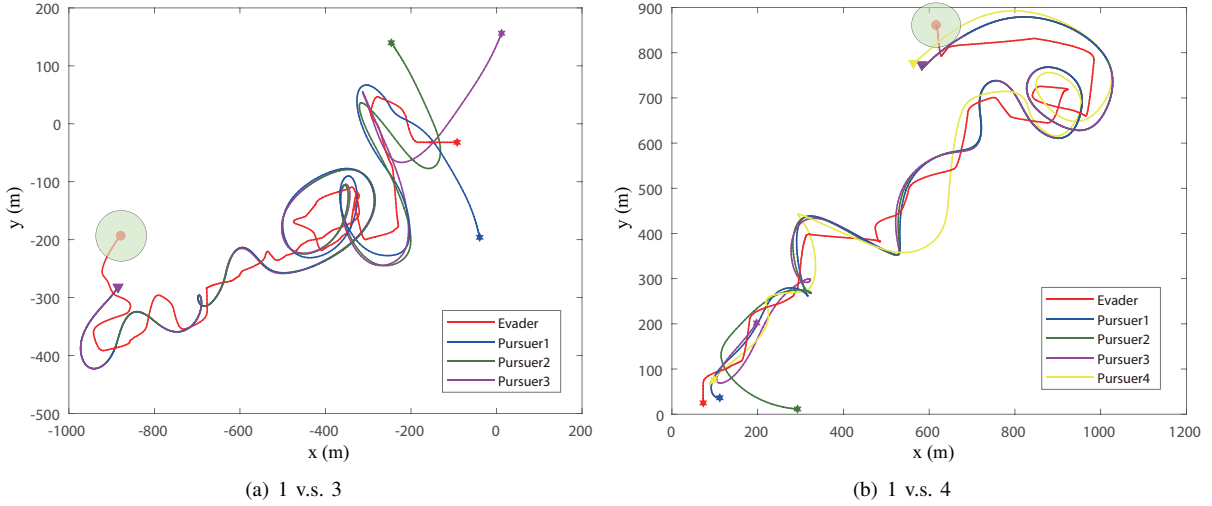 200
100
0
-100
-200
-300
-400
-500
y (m)
-1000
-800
-600
-400
-200
0
200
x (m)
Evader
Pursuer1
Pursuer2
Pursuer3
(a) 1 v.s. 3
900
800
700
600
500
400
300
200
100
0
y (m)
0
200
400
600
800
1000
1200
x (m)
Evader
Pursuer1
Pursuer2
Pursuer3
Pursuer4
(b) 1 v.s. 4